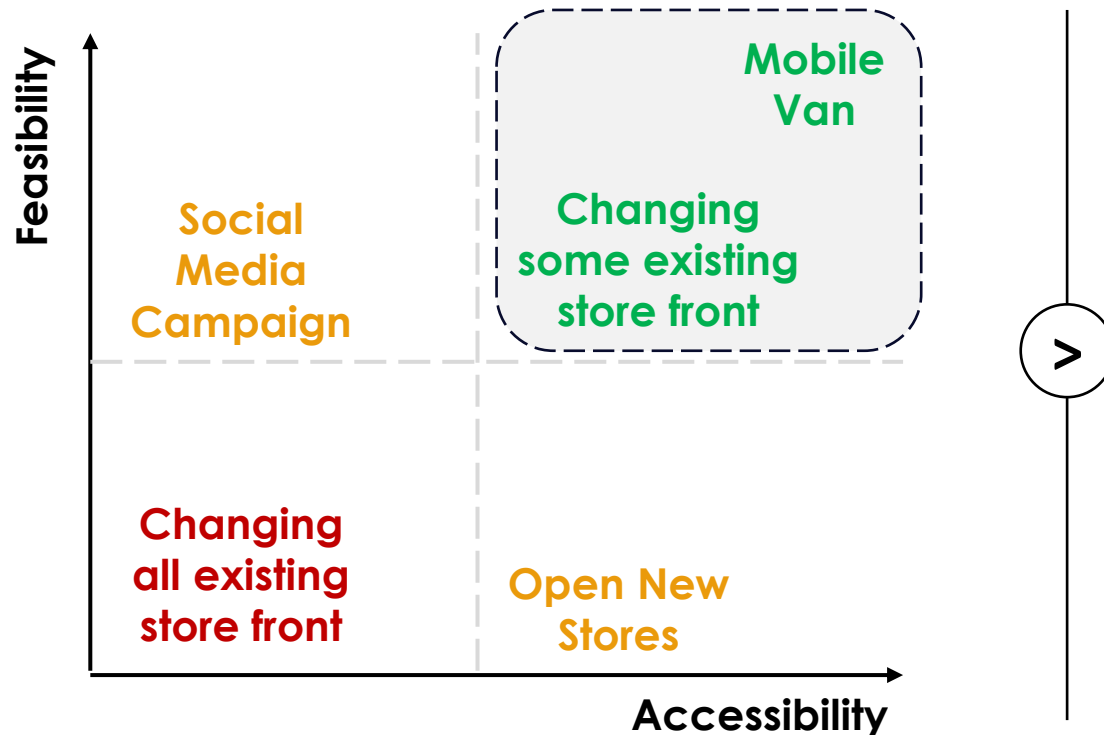 Feasibility
Mobile
Van
Social
Media
Campaign
Changing
some existing
store front
>
Changing
all existing
store front
Open New
Stores
Accessibility